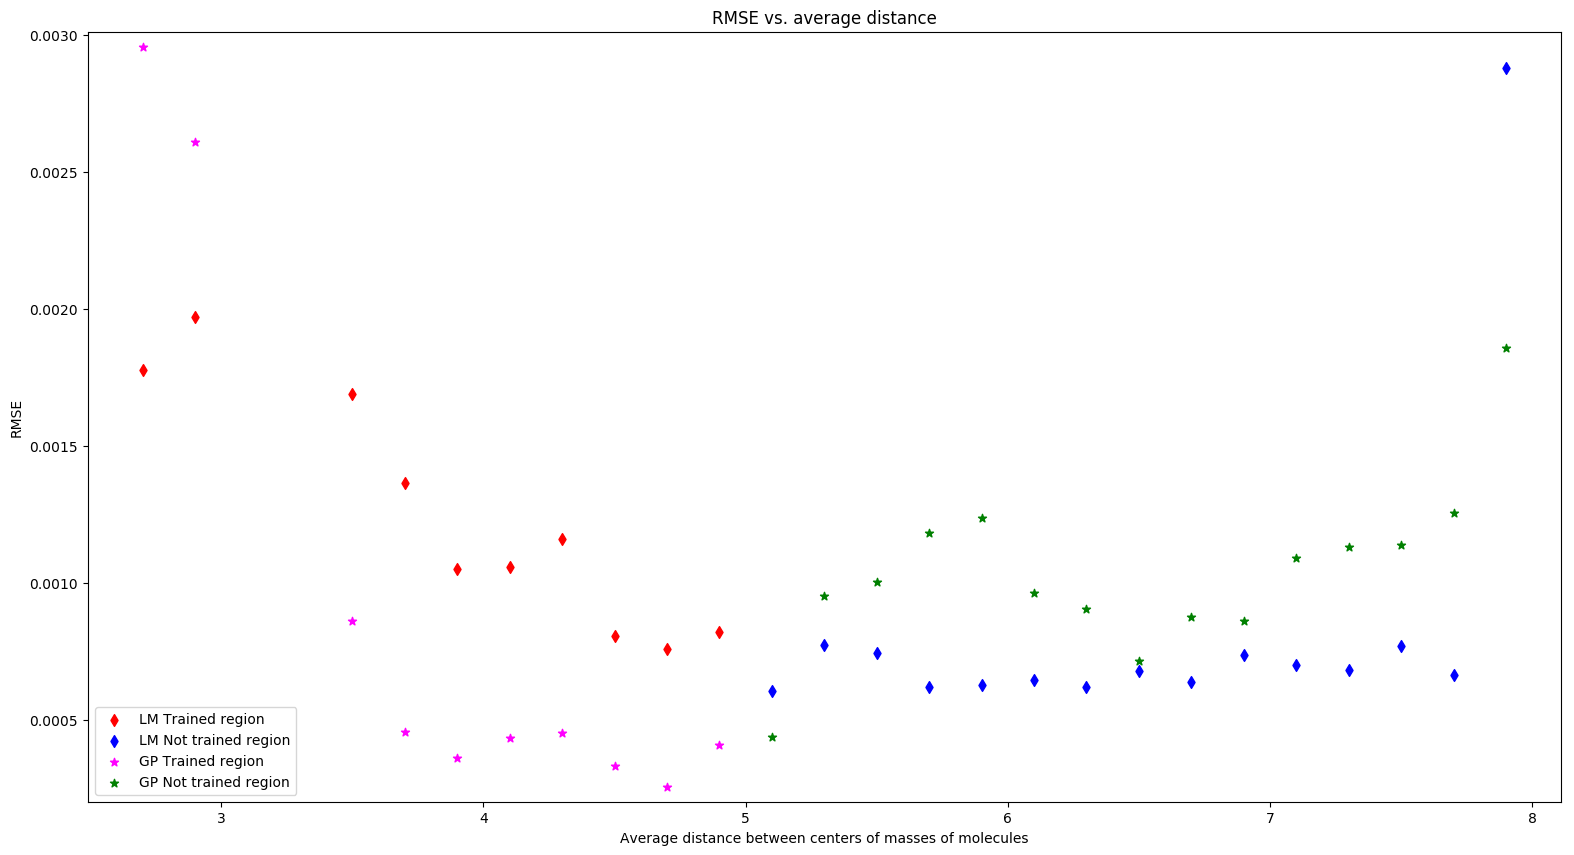 RMSE vs. average distance
0.0030
0.0025
0.0020
0.0015
0.0010
0.0005
RMSE
LM Trained region
LM Not trained region
GP Trained region
GP Not trained region
3 4 5 6 7 8
Average distance between centers of masses of molecules